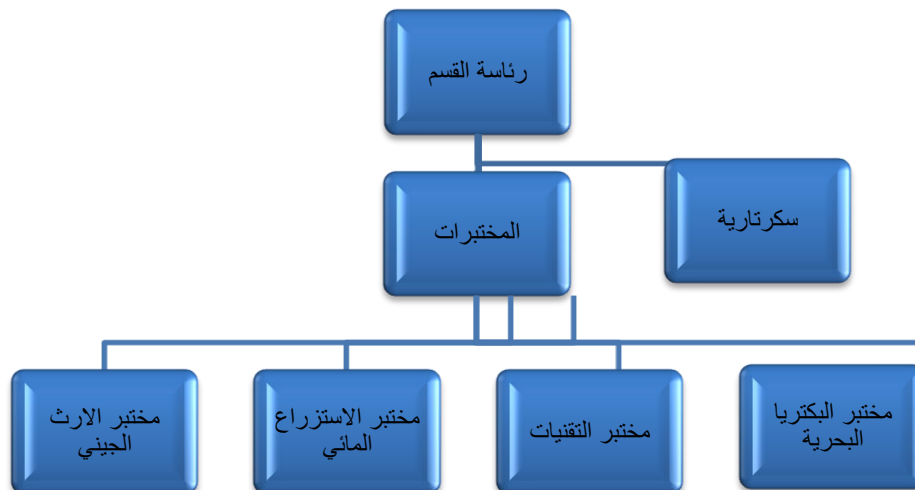 رئاسة القسم
سكرتارية
المختبرات
مختبر البكتريا
البحرية
مختبر التقنيات
مختبر الاستزراع
المائي
مختبر الارث
الجيني